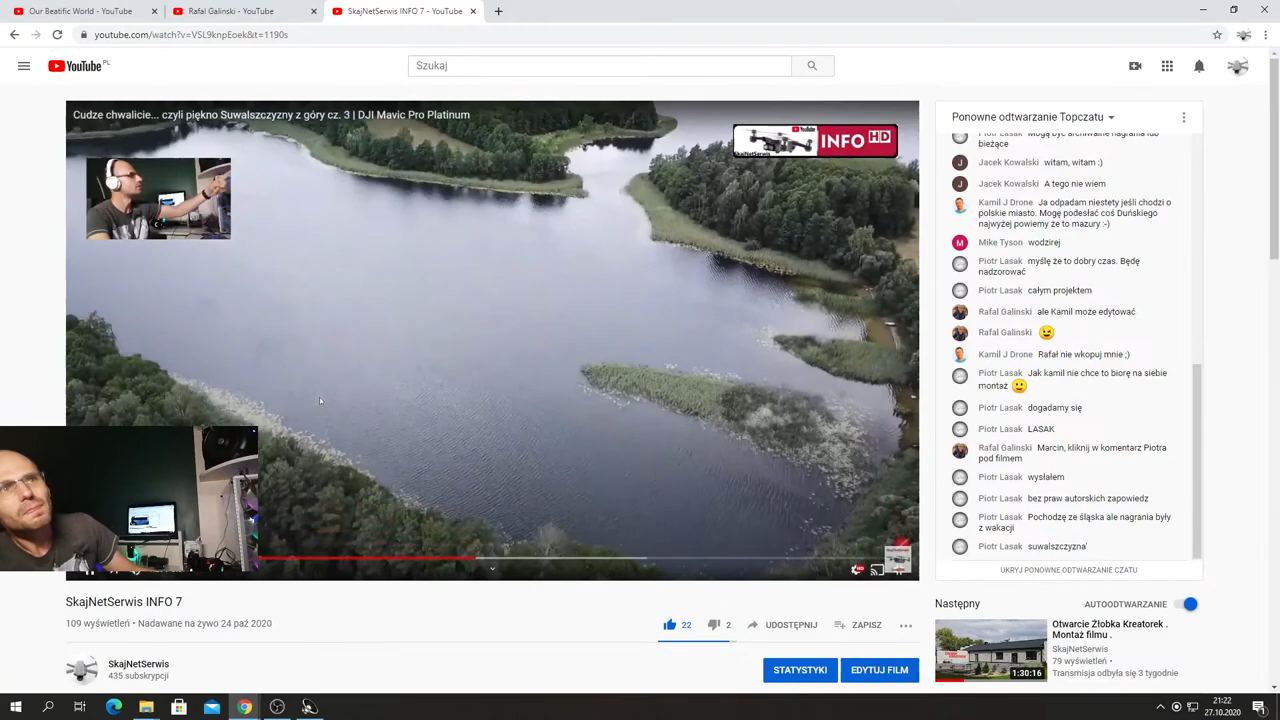 Our Beatific World - YouTube
Rafal Galinski - YouTube
SkajNetSerwis INFO 7 - YouTube
youtube.com/watch?v=VSL9knpEoek&t=1190s
YouTube PL
Szukaj
Cudze chwalicie... czyli piękno Suwalszczyzny z góry cz. 3 | DJI Mavic Pro Platinum
YouTube
INFO HD
SkajNetSerwis
Ponowne odtwarzanie Topczatu
Piotr Lasak Mogą być archiwalne nagrania lub
bieżące
Jacek Kowalski witam, witam :)
Jacek Kowalski A tego nie wiem
Kamil J Drone Ja odpadam niestety jeśli chodzi o
polskie miasto. Mogę podesłać coś Duńskiego
najwyżej powiemy że to mazury :-)
M Mike Tyson wodzirej
Piotr Lasak myślę że to dobry czas. Będę
nadzorować
Piotr Lasak całym projektem
Rafal Galinski ale Kamil może edytować
Rafal Galinski 😉
Kamil J Drone Rafał nie wkopuj mnie ;)
Piotr Lasak Jak kamil nie chce to biorę na siebie
montaż 🙂
Piotr Lasak dogadamy się
Piotr Lasak LASAK
Rafal Galinski Marcin, kliknij w komentarz Piotra
pod filmem
Piotr Lasak wysłałem
Piotr Lasak bez praw autorskich zapowiedz
Piotr Lasak Pochodzę ze śląska ale nagrania były
z wakacji
Piotr Lasak suwalszczyzna'
UKRYJ PONOWNE ODTWARZANIE CZATU
SkajNetSerwis INFO 7
109 wyświetleń • Nadawane na żywo 24 paź 2020
22
2
UDOSTĘPNIJ
ZAPISZ
SkajNetSerwis
435 subskrypcji
STATYSTYKI
EDYTUJ FILM
Następny
AUTOODTWARZANIE
Otwarcie Żłobka Kreatorek .
Montaż filmu .
SkajNetSerwis
79 wyświetleń •
Transmisja odbyła się 3 tygodnie
1:30:16
21:22
27.10.2020